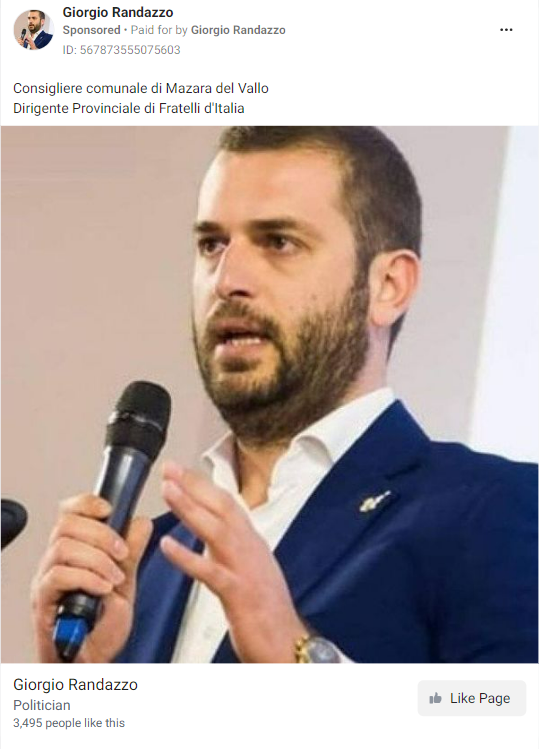 Giorgio Randazzo
Sponsored • Paid for by Giorgio Randazzo
ID: 567873555075603
Consigliere comunale di Mazara del Vallo
Dirigente Provinciale di Fratelli d'Italia
Giorgio Randazzo
Politician
3,495 people like this
Like Page